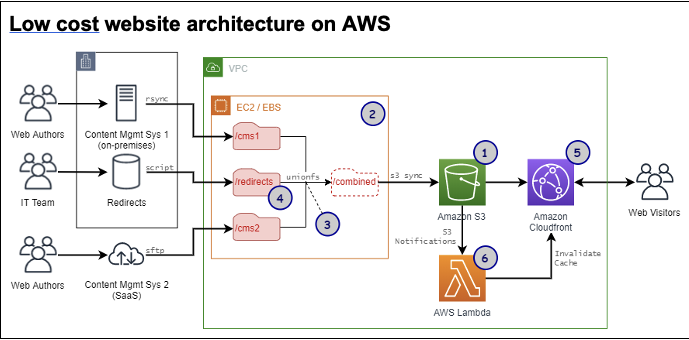 Low cost website architecture on AWS
VPC
EC2 / EBS
2
rsync
Web Authors
Content Mgmt Sys 1
(on-premises)
/cms1
1
5
script
unionfs
s3 sync
IT Team
Redirects
/redirects
4
/combined
3
Amazon S3
Amazon
Cloudfront
Web Visitors
sftp
/cms2
S3
Notifications
Invalidate
Cache
6
Web Authors
Content Mgmt Sys 2
(SaaS)
AWS Lambda